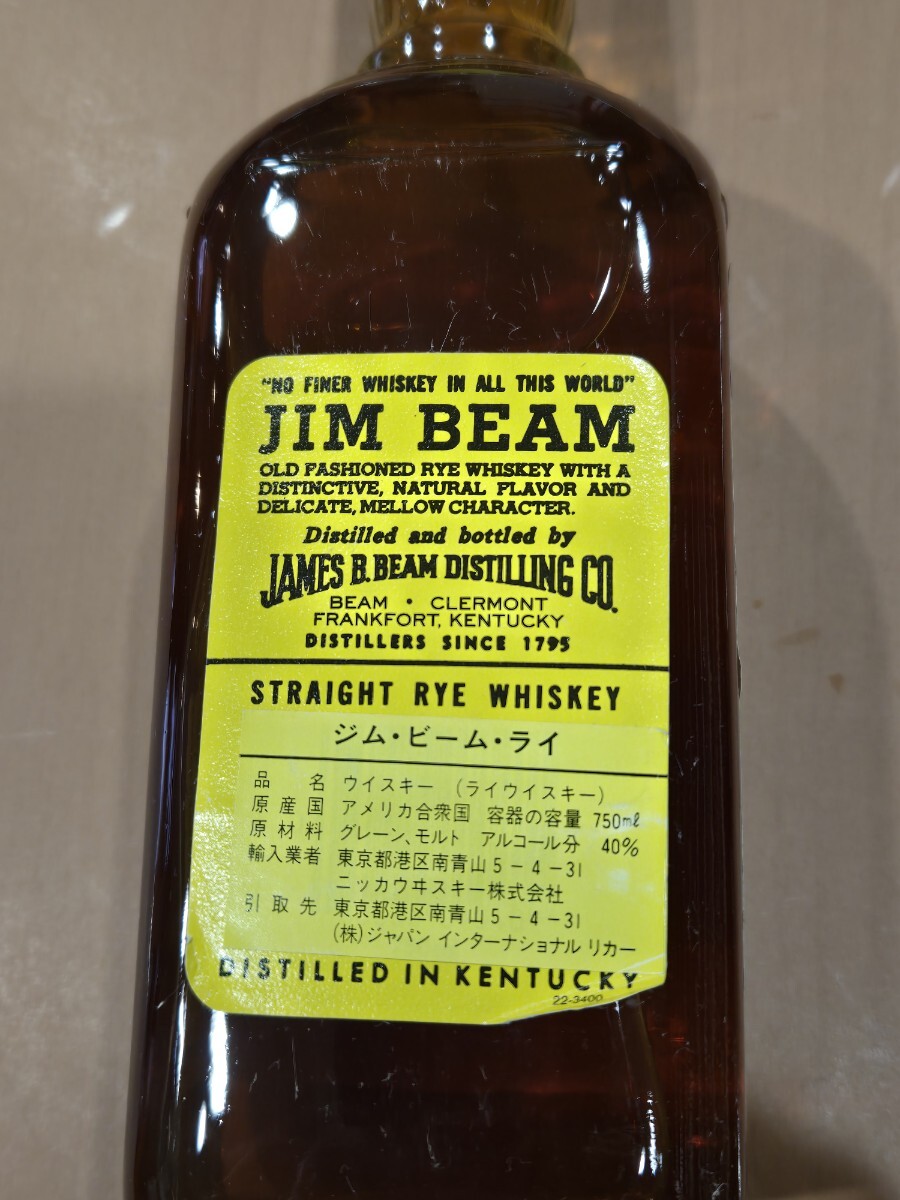 "NO FINER WHISKEY IN ALL THIS WORLD"
JIM BEAM
OLD FASHIONED RYE WHISKEY WITH A
DISTINCTIVE, NATURAL FLAVOR AND
DELICATE, MELLOW CHARACTER.
Distilled and bottled by
JAMES B. BEAM DISTILLING CO.
BEAM • CLERMONT
FRANKFORT, KENTUCKY
DISTILLERS SINCE 1795
STRAIGHT RYE WHISKEY
ジム・ビーム・ライ
品名 ウイスキー (ライウイスキー)
原産国 アメリカ合衆国 容器の容量 750mℓ
原材料 グレーン、モルト アルコール分 40%
輸入業者 東京都港区南青山5-4-31
ニッカウヰスキー株式会社
引取先 東京都港区南青山5-4-31
(株)ジャパン インターナショナル リカー
DISTILLED IN KENTUCKY
22-3400